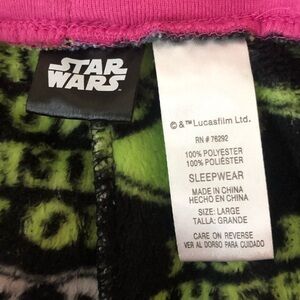 STAR
WARS
© & ™ Lucasfilm Ltd.
RN # 76292
100% POLYESTER
100% POLIÉSTER
SLEEPWEAR
MADE IN CHINA
HECHO EN CHINA
SIZE: LARGE
TALLA: GRANDE
CARE ON REVERSE
VER AL DORSO PARA CUIDADO